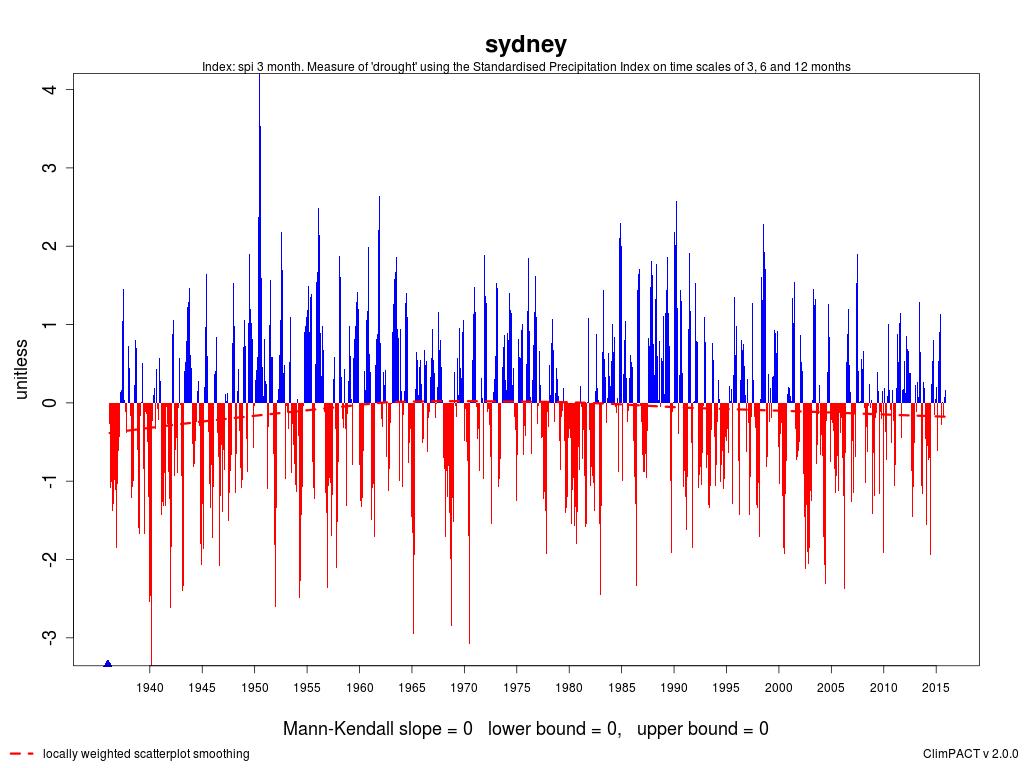 sydney
Index: spi 3 month. Measure of 'drought' using the Standardised Precipitation Index on time scales of 3, 6 and 12 months
unitless
4
3
2
1
0
-1
-2
-3
1940 1945 1950 1955 1960 1965 1970 1975 1980 1985 1990 1995 2000 2005 2010 2015
Mann-Kendall slope = 0 lower bound = 0, upper bound = 0
locally weighted scatterplot smoothing
ClimPACT v 2.0.0